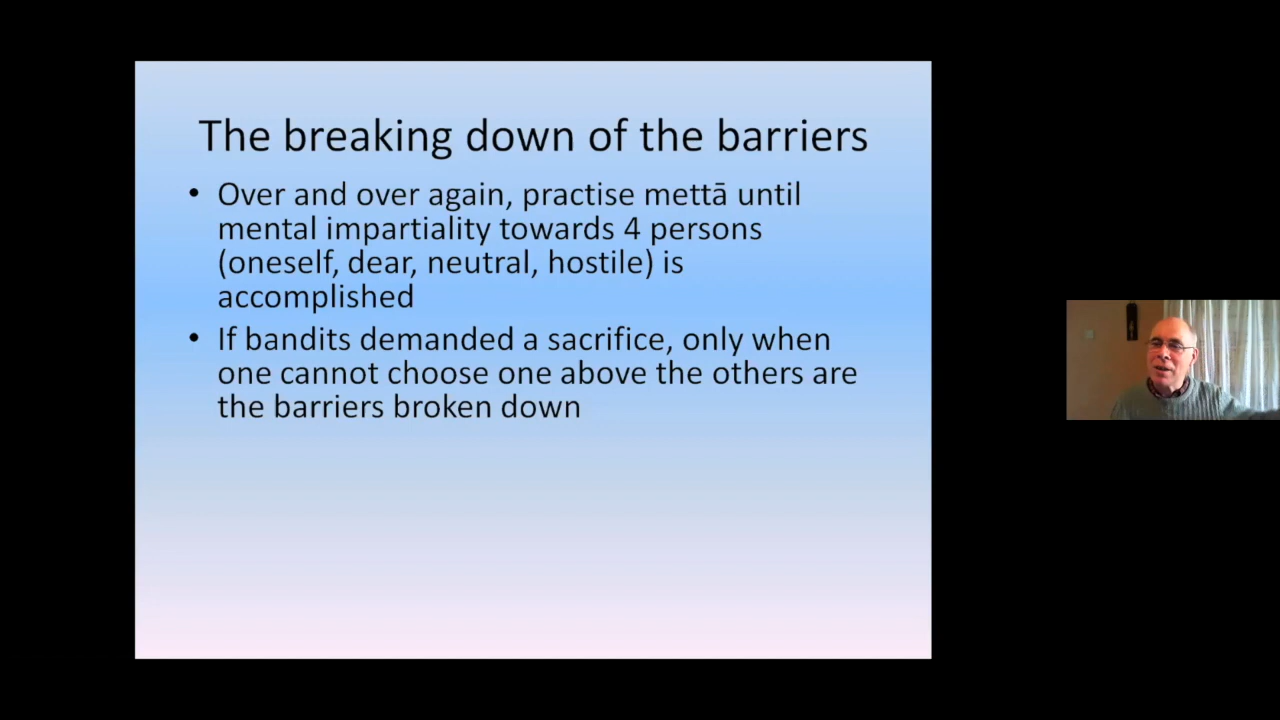 The breaking down of the barriers
• Over and over again, practise mettā until
mental impartiality towards 4 persons
(oneself, dear, neutral, hostile) is
accomplished
• If bandits demanded a sacrifice, only when
one cannot choose one above the others are
the barriers broken down